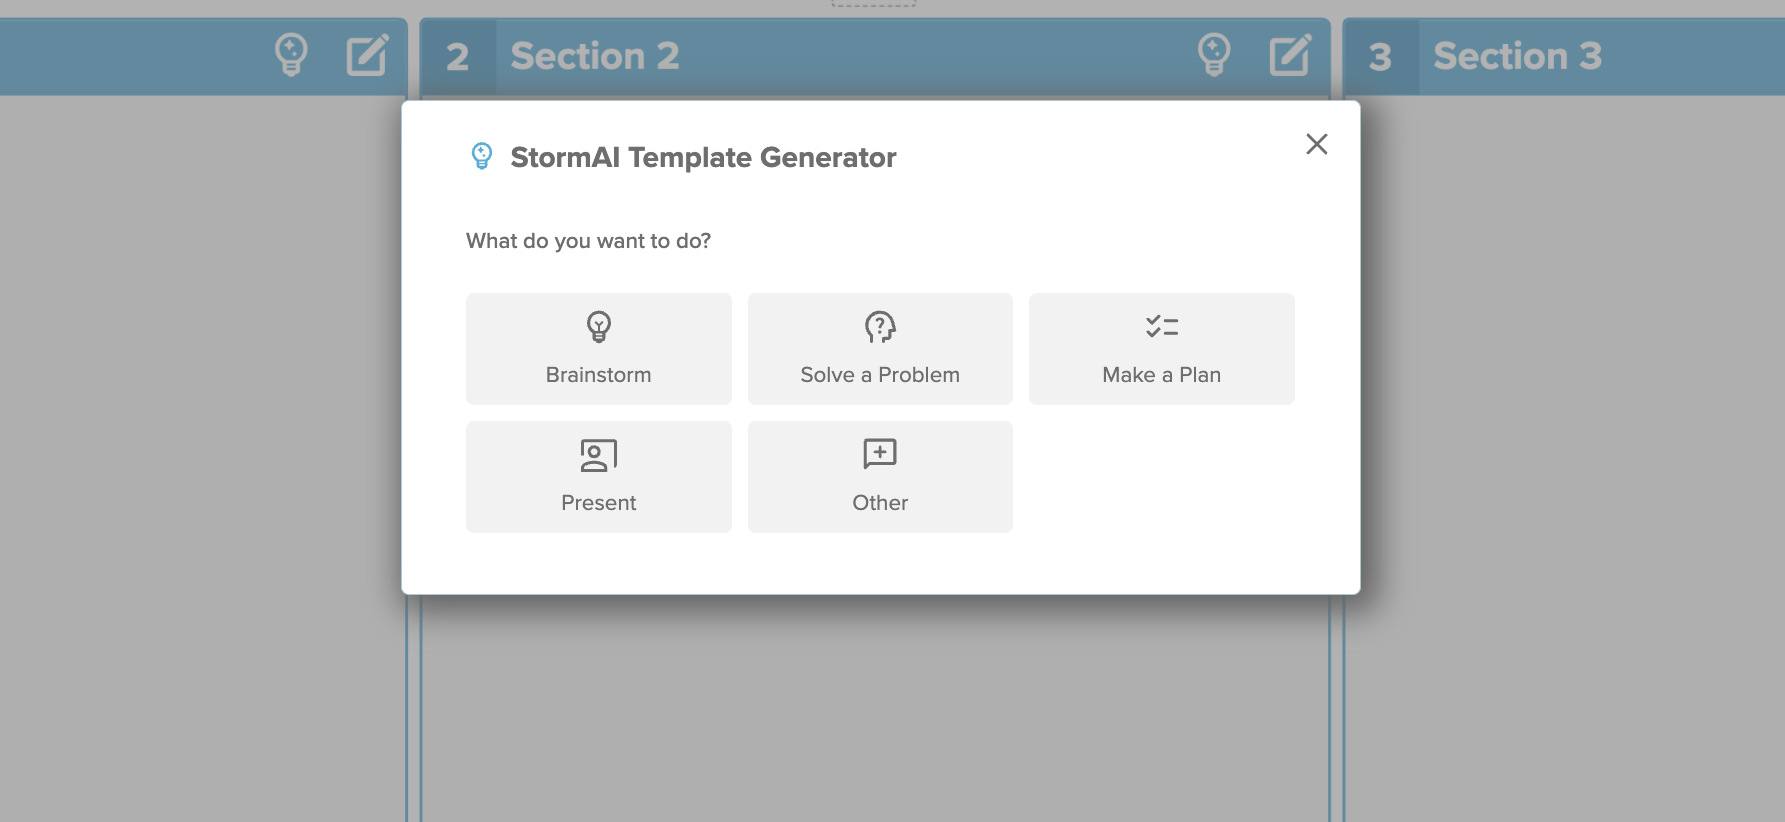 2 Section 2
3 Section 3
StormAI Template Generator
What do you want to do?
Brainstorm
Solve a Problem
Make a Plan
Present
Other